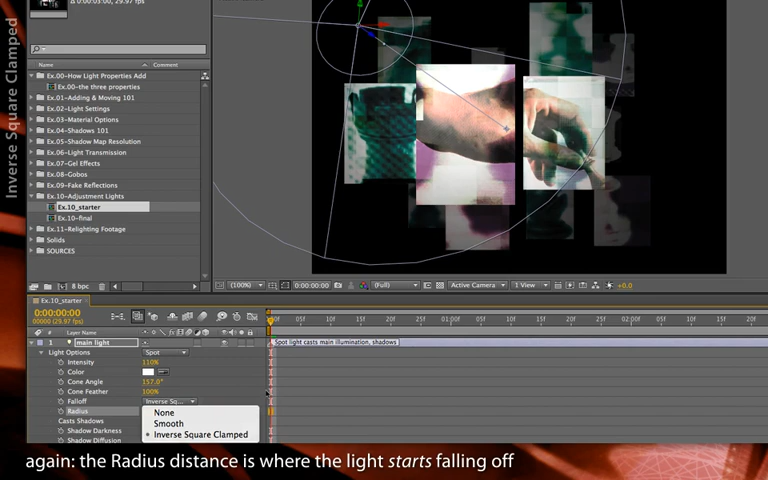 Inverse Square Clamped
Δ 0:00:05:00, 29.97 fps
Name
Comment
Ex.00-How Light Properties Add
Ex.00-the three properties
Ex.01-Adding & Moving 101
Ex.02-Light Settings
Ex.03-Material Options
Ex.04-Shadows 101
Ex.05-Shadow Map Resolution
Ex.06-Light Transmission
Ex.07-Gel Effects
Ex.08-Gobos
Ex.09-Fake Reflections
Ex.10-Adjustment Lights
Ex.10_starter
Ex.10-final
Ex.11-Relighting Footage
Solids
SOURCES
8 bpc
(100%) 0:00:00:00 (Full) Active Camera 1 View +0.0
Ex.10_starter
0:00:00:00
00000 (29.97 fps)
00f 05f 10f 15f 20f 25f 01:00f 05f 10f 15f 20f 25f 02:00f 05f 10f 15f 20f
# Layer Name
1 main light
Spot light casts main illumination, shadows
Light Options Spot
Intensity 110%
Color
Cone Angle 157.0°
Cone Feather 100%
Falloff Inverse Sq...
Radius
Casts Shadows
Shadow Darkness
Shadow Diffusion
None
Smooth
Inverse Square Clamped
again: the Radius distance is where the light starts falling off